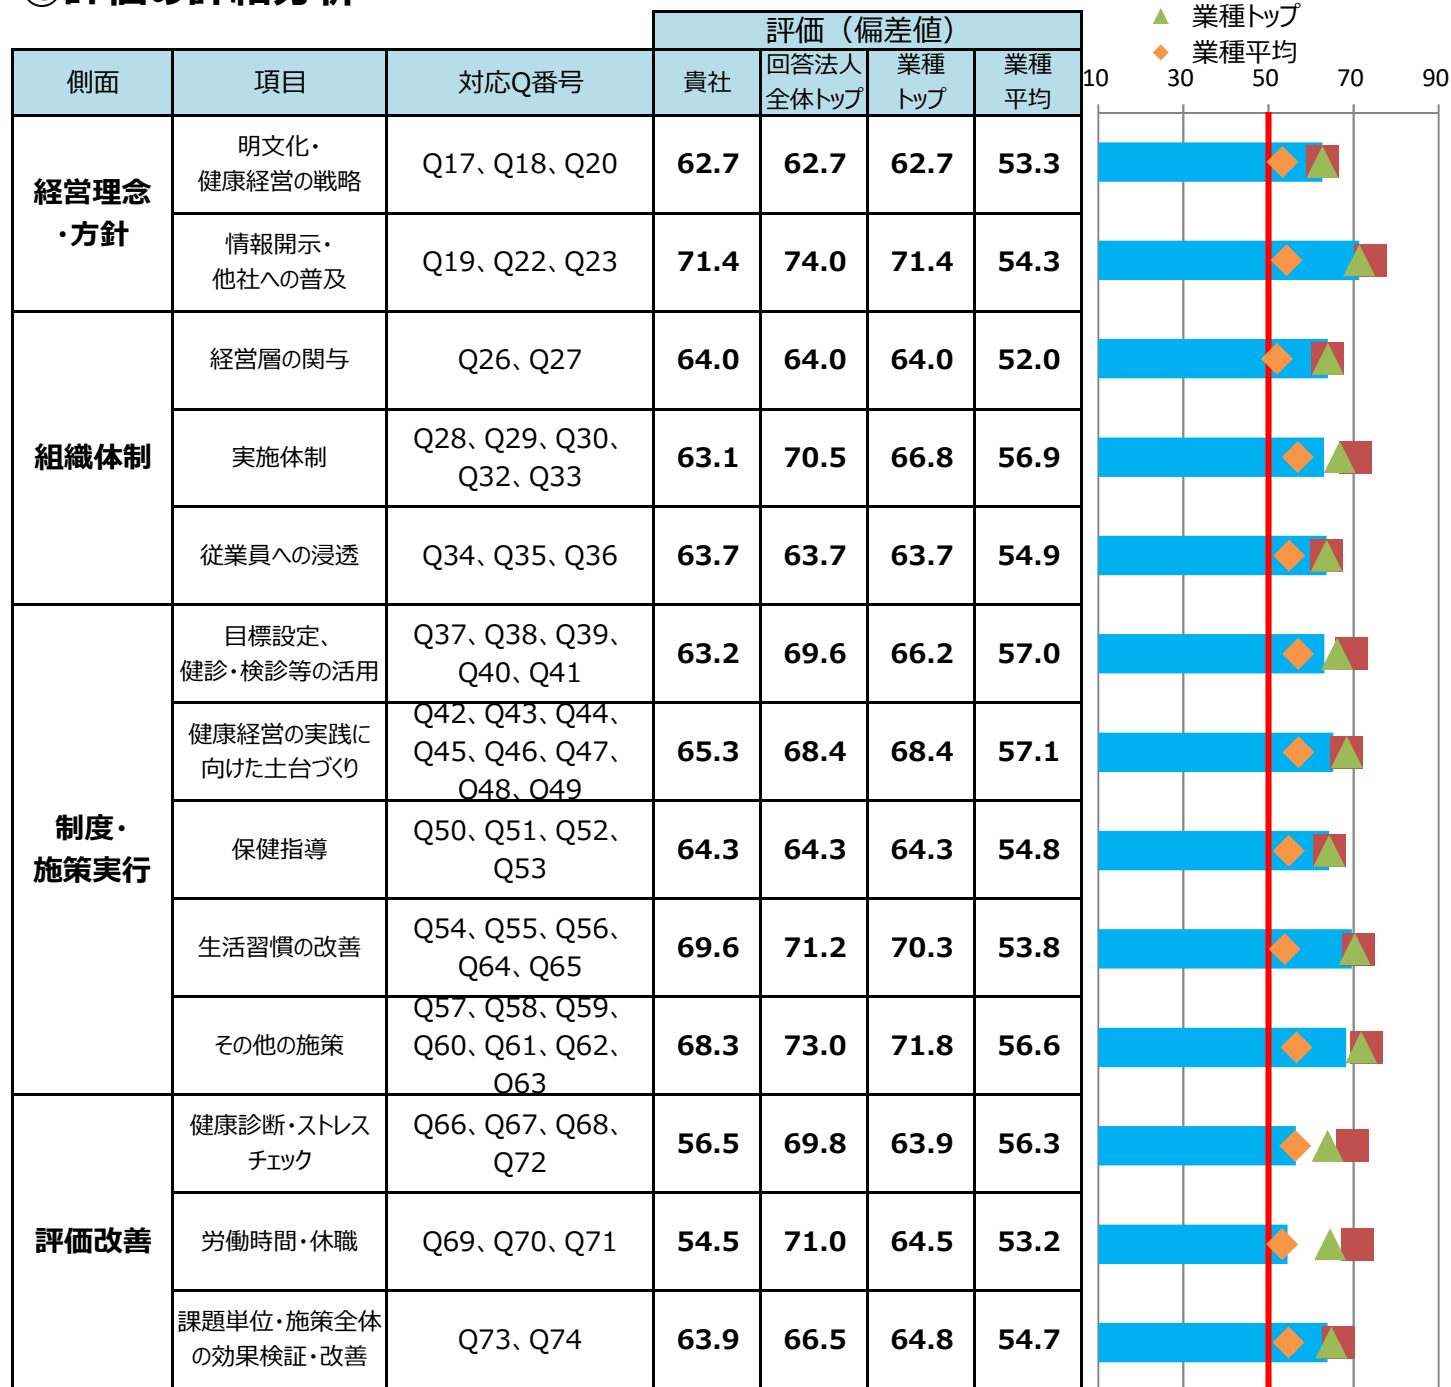 評価の詳細分析
業種トップ
業種平均
評価（偏差値）
側面 項目 対応Q番号 貴社 回答法人 業種 業種
全体トップ トップ 平均
10 30 50 70 90
経営理念
・方針
明文化・
健康経営の戦略
Q17、Q18、Q20 62.7 62.7 62.7 53.3
情報開示・
他社への普及
Q19、Q22、Q23 71.4 74.0 71.4 54.3
組織体制
経営層の関与 Q26、Q27 64.0 64.0 64.0 52.0
実施体制
Q28、Q29、Q30、
Q32、Q33
63.1 70.5 66.8 56.9
従業員への浸透 Q34、Q35、Q36 63.7 63.7 63.7 54.9
制度・
施策実行
目標設定、
健診・検診等の活用
Q37、Q38、Q39、
Q40、Q41
63.2 69.6 66.2 57.0
健康経営の実践に
向けた土台づくり
Q42、Q43、Q44、
Q45、Q46、Q47、
Q48、Q49
65.3 68.4 68.4 57.1
保健指導
Q50、Q51、Q52、
Q53
64.3 64.3 64.3 54.8
生活習慣の改善
Q54、Q55、Q56、
Q64、Q65
69.6 71.2 70.3 53.8
その他の施策
Q57、Q58、Q59、
Q60、Q61、Q62、
Q63
68.3 73.0 71.8 56.6
評価改善
健康診断・ストレス
チェック
Q66、Q67、Q68、
Q72
56.5 69.8 63.9 56.3
労働時間・休職 Q69、Q70、Q71 54.5 71.0 64.5 53.2
課題単位・施策全体
の効果検証・改善
Q73、Q74 63.9 66.5 64.8 54.7